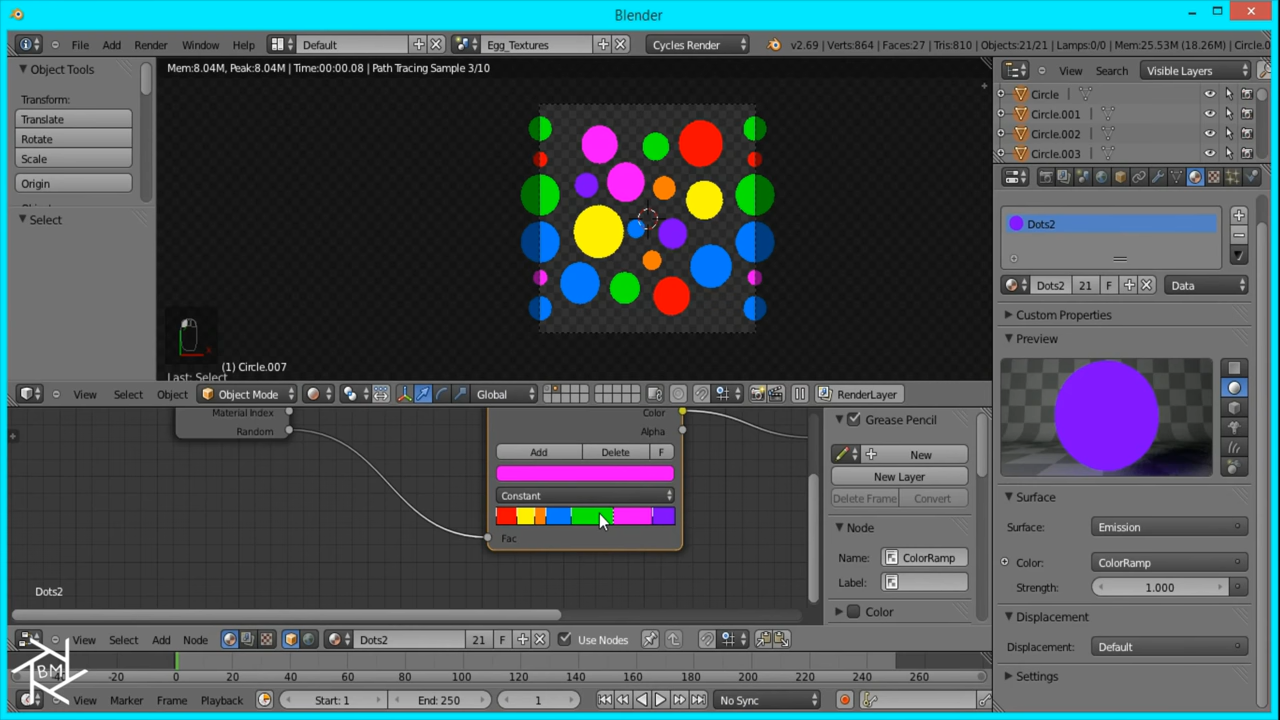 Blender
File Add Render Window Help Default Egg_Textures Cycles Render v2.69 | Verts:864 | Faces:27 | Tris:810 | Objects:21/21 | Lamps:0/0 | Mem:25.53M (18.26M) | Circle.0
Object Tools
Transform:
Translate
Rotate
Scale
Origin
Select
Mem:8.04M, Peak:8.04M | Time:00:00.08 | Path Tracing Sample 3/10
(1) Circle.007
Last: Select
View Select Object Object Mode Global RenderLayer
View Search Visible Layers
Circle
Circle.001
Circle.002
Circle.003
Dots2
Dots2 21 F Data
Custom Properties
Preview
Surface
Surface: Emission
Color: ColorRamp
Strength: 1.000
Displacement
Displacement: Default
Settings
Material Index
Random
Color
Alpha
Add Delete F
Constant
Fac
Dots2
Grease Pencil
New
New Layer
Delete Frame Convert
Node
Name: ColorRamp
Label:
Color
View Select Add Node Dots2 21 F Use Nodes
-20 0 20 40 60 80 100 120 140 160 180 200 220 240 260
BM
View Marker Frame Playback Start: 1 End: 250 1 No Sync